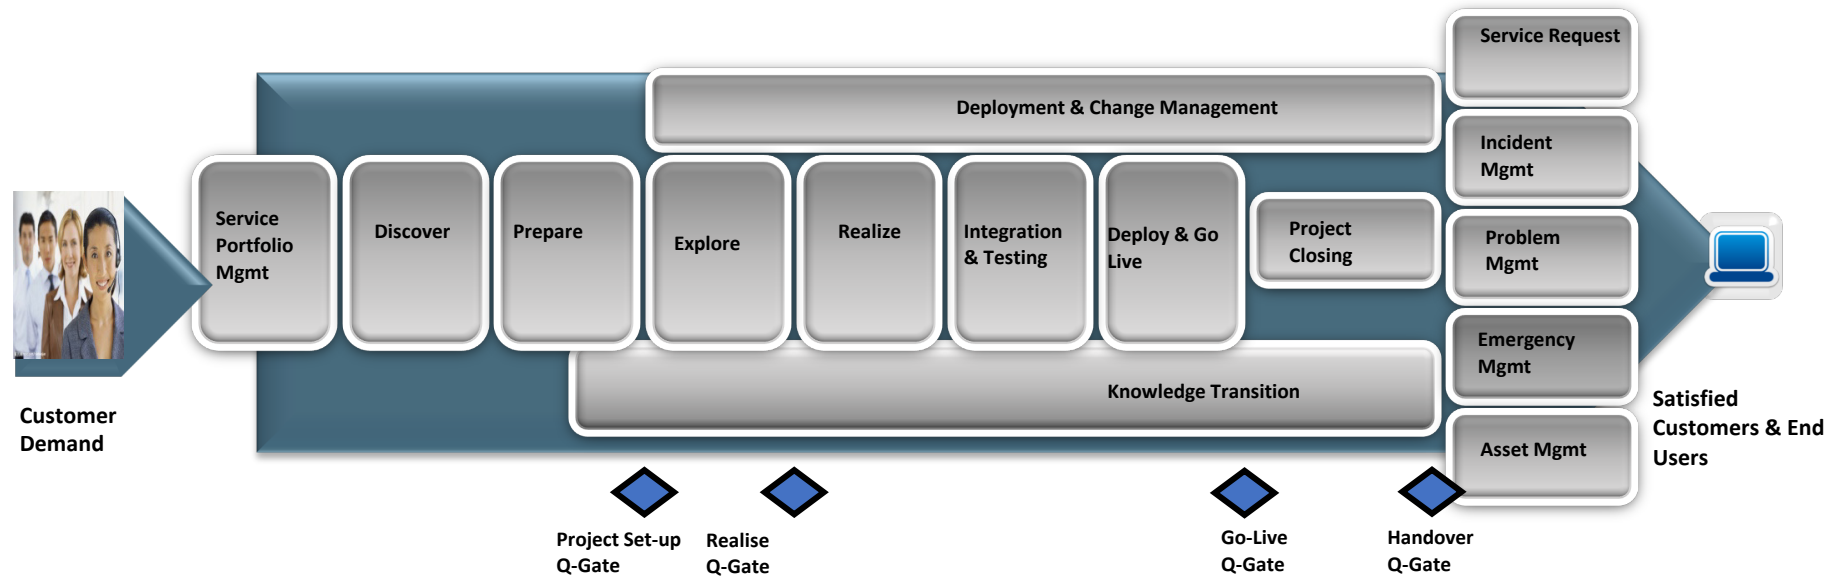 Service Request
Deployment & Change Management
Incident
Mgmt
Service
Portfolio
Mgmt
Discover
Prepare
Explore
Realize
Integration
& Testing
Deploy & Go
Live
Project
Closing
Problem
Mgmt
Emergency
Mgmt
Knowledge Transition
Asset Mgmt
Customer
Demand
Satisfied
Customers & End
Users
Project Set-up
Q-Gate
Realise
Q-Gate
Go-Live
Q-Gate
Handover
Q-Gate